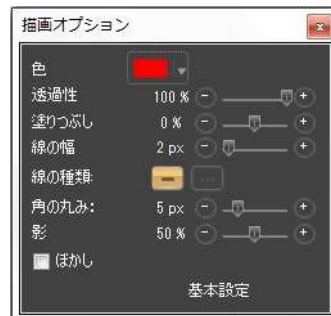 描画オプション
色
透過性 100 %
塗りつぶし 0 %
線の幅 2 px
線の種類:
角の丸み: 5 px
影 50 %
ぼかし
基本設定